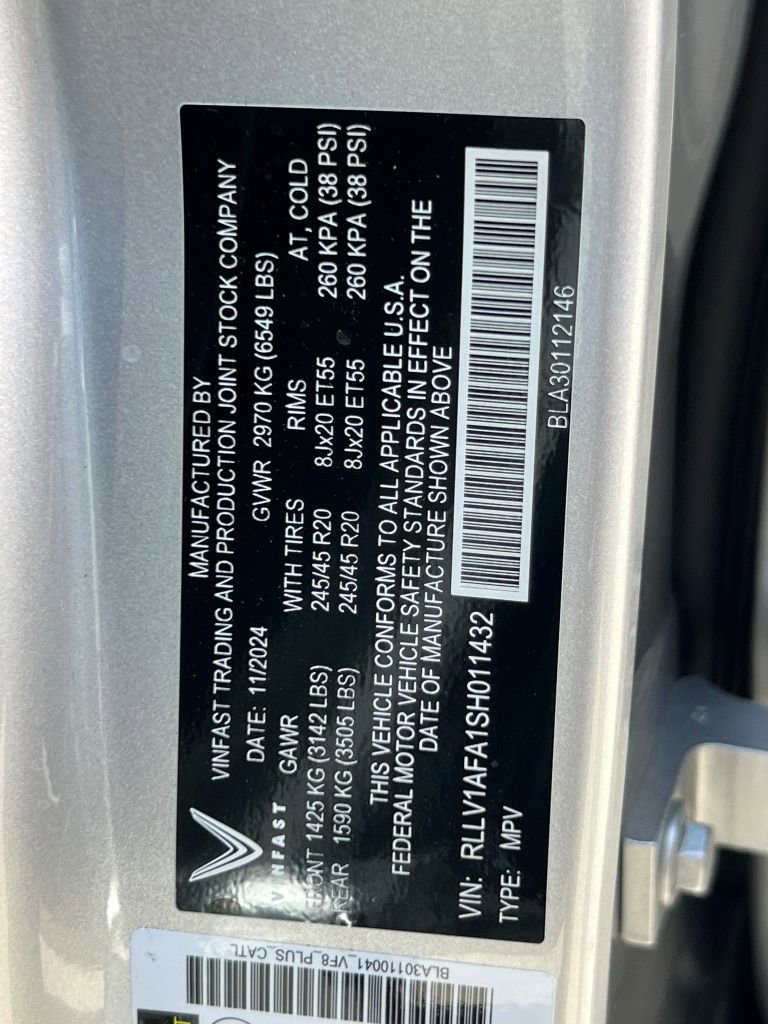 MANUFACTURED BY
VINFAST TRADING AND PRODUCTION JOINT STOCK COMPANY
DATE: 11/2024 GVWR 2970 KG (6549 LBS)
VINFAST
GAWR WITH TIRES RIMS AT, COLD
FRONT 1425 KG (3142 LBS) 245/45 R20 8Jx20 ET55 260 KPA (38 PSI)
REAR 1590 KG (3505 LBS) 245/45 R20 8Jx20 ET55 260 KPA (38 PSI)
THIS VEHICLE CONFORMS TO ALL APPLICABLE U.S.A.
FEDERAL MOTOR VEHICLE SAFETY STANDARDS IN EFFECT ON THE
DATE OF MANUFACTURE SHOWN ABOVE
VIN: RLLV1AFA1SH011432
TYPE: MPV
BLA30112146
BLA30110041_VF8_PLUS_CATL